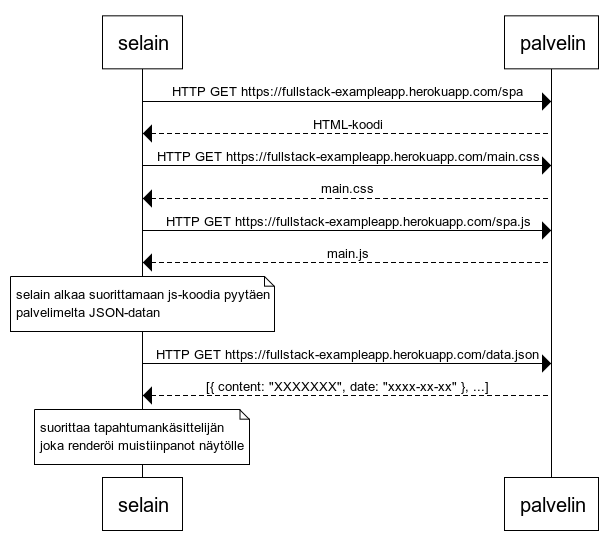 selain
palvelin
HTTP GET https://fullstack-exampleapp.herokuapp.com/spa
HTML-koodi
HTTP GET https://fullstack-exampleapp.herokuapp.com/main.css
main.css
HTTP GET https://fullstack-exampleapp.herokuapp.com/spa.js
main.js
selain alkaa suorittamaan js-koodia pyytäen
palvelimelta JSON-datan
HTTP GET https://fullstack-exampleapp.herokuapp.com/data.json
[{ content: "XXXXXXX", date: "xxxx-xx-xx" }, ...]
suorittaa tapahtumankäsittelijän
joka renderöi muistiinpanot näytölle
selain
palvelin